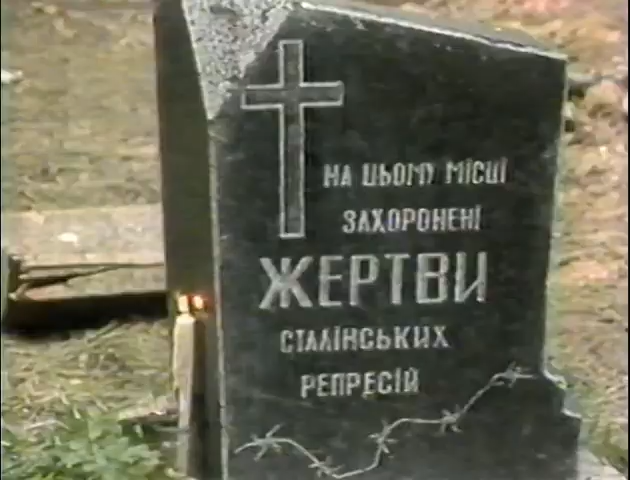 НА ЦЬОМУ МІСЦІ
ЗАХОРОНЕНІ
ЖЕРТВИ
СТАЛІНСЬКИХ
РЕПРЕСІЙ